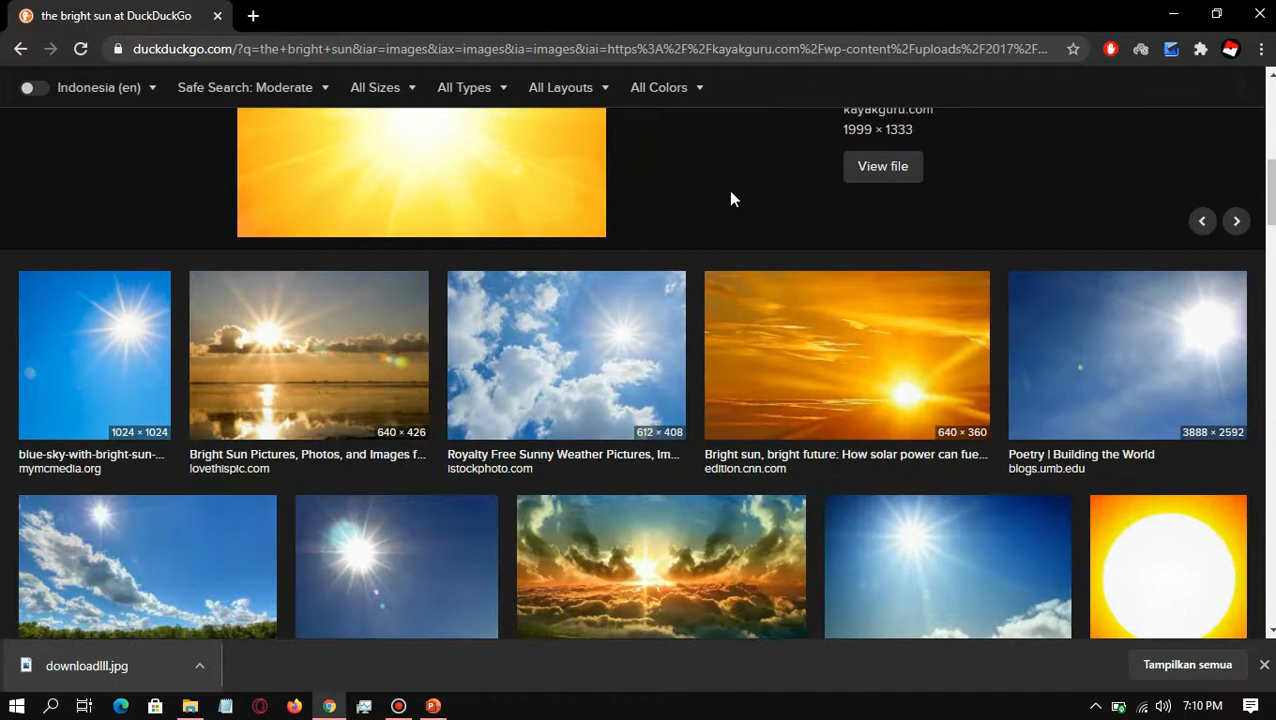 the bright sun at DuckDuckGo
duckduckgo.com/?q=the+bright+sun&iar=images&iax=images&ia=images&iai=https%3A%2F%2Fkayakguru.com%2Fwp-content%2Fuploads%2F2017%2F...
Indonesia (en) Safe Search: Moderate All Sizes All Types All Layouts All Colors
kayakguru.com
1999 × 1333
View file
1024 × 1024 640 × 426 612 × 408 640 × 360 3888 × 2592
blue-sky-with-bright-sun-... Bright Sun Pictures, Photos, and Images f... Royalty Free Sunny Weather Pictures, Im... Bright sun, bright future: How solar power can fue... Poetry | Building the World
mymcmedia.org lovethispic.com istockphoto.com edition.cnn.com blogs.umb.edu
downloadlll.jpg Tampilkan semua
7:10 PM